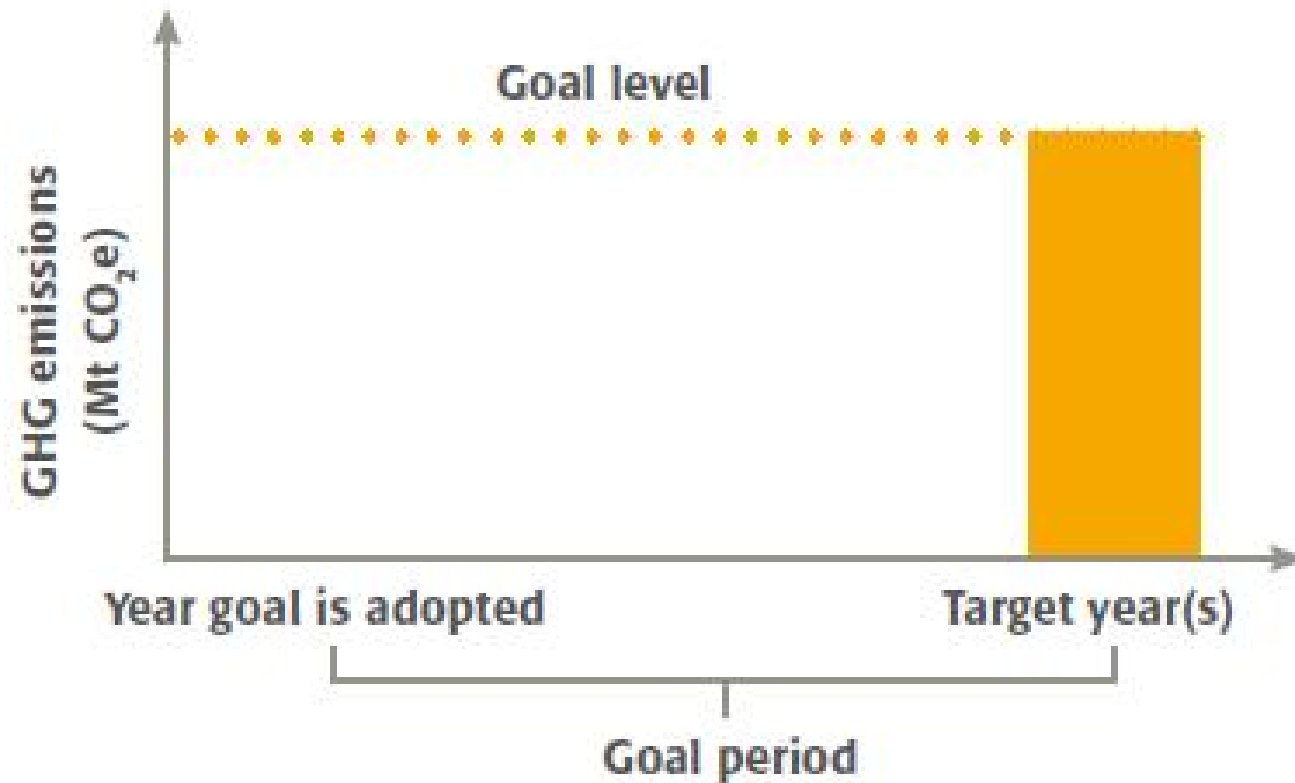 Goal level
GHG emissions
(Mt CO₂e)
Year goal is adopted
Target year(s)
Goal period